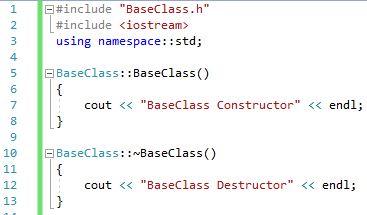 1 #include "BaseClass.h"
2 #include <iostream>
3 using namespace::std;
4
5 BaseClass::BaseClass()
6 {
7 cout << "BaseClass Constructor" << endl;
8 }
9
10 BaseClass::~BaseClass()
11 {
12 cout << "BaseClass Destructor" << endl;
13 }